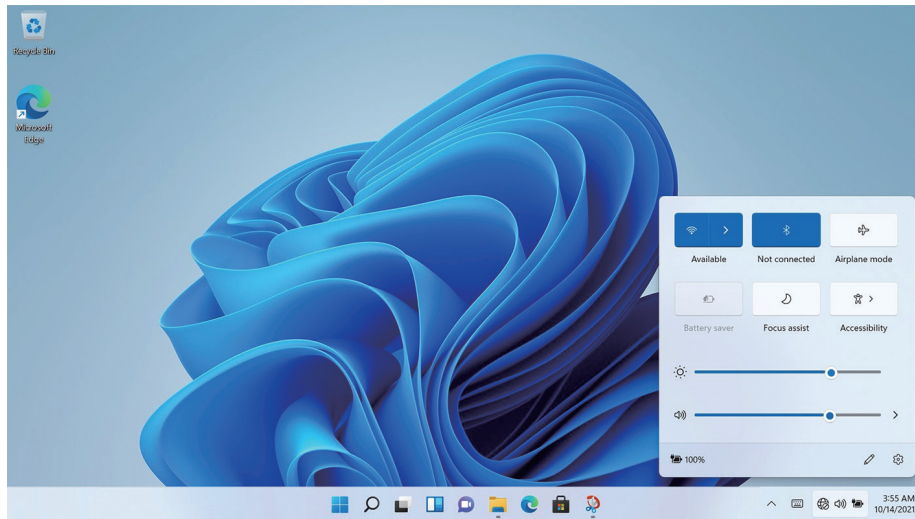 Recycle Bin
Microsoft
Edge
Available
Not connected
Airplane mode
Battery saver
Focus assist
Accessibility
100%
3:55 AM
10/14/2021